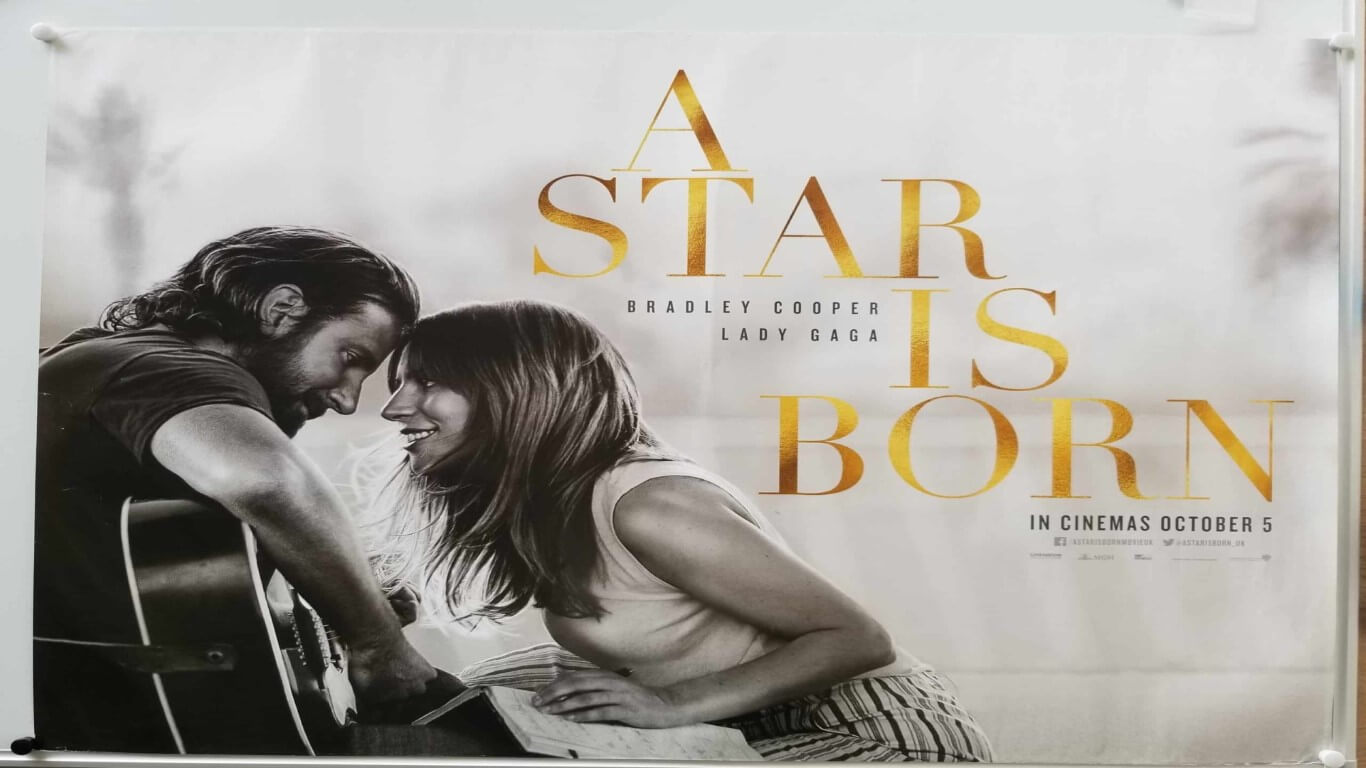 A
STAR
IS
BORN
BRADLEY COOPER
LADY GAGA
IN CINEMAS OCTOBER 5
/ASTARISBORNMOVIEUK @ASTARISBORN_UK